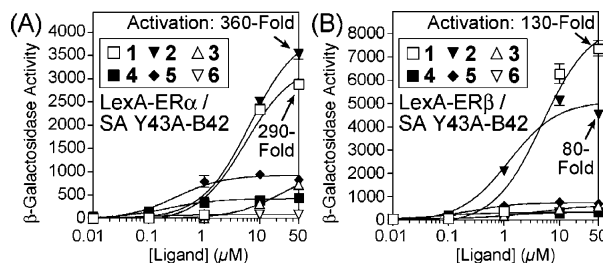 (A)
Activation: 360-Fold
β-Galactosidase Activity
4000
3500
3000
2500
2000
1500
1000
500
0
1 2 3
4 5 6
LexA-ERα /
SA Y43A-B42
290-
Fold
0.01 0.1 1 10 50
[Ligand] (µM)
(B)
Activation: 130-Fold
β-Galactosidase Activity
8000
7000
6000
5000
4000
3000
2000
1000
0
1 2 3
4 5 6
LexA-ERβ /
SA Y43A-B42
80-
Fold
0.01 0.1 1 10 50
[Ligand] (µM)